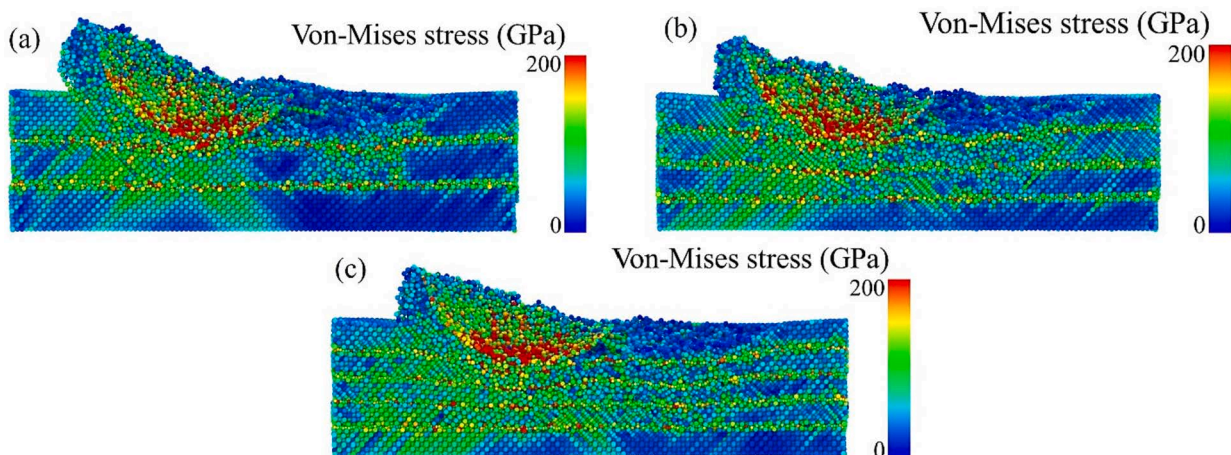 (a)
Von-Mises stress (GPa)
200
0
(b)
Von-Mises stress (GPa)
200
0
(c)
Von-Mises stress (GPa)
200
0